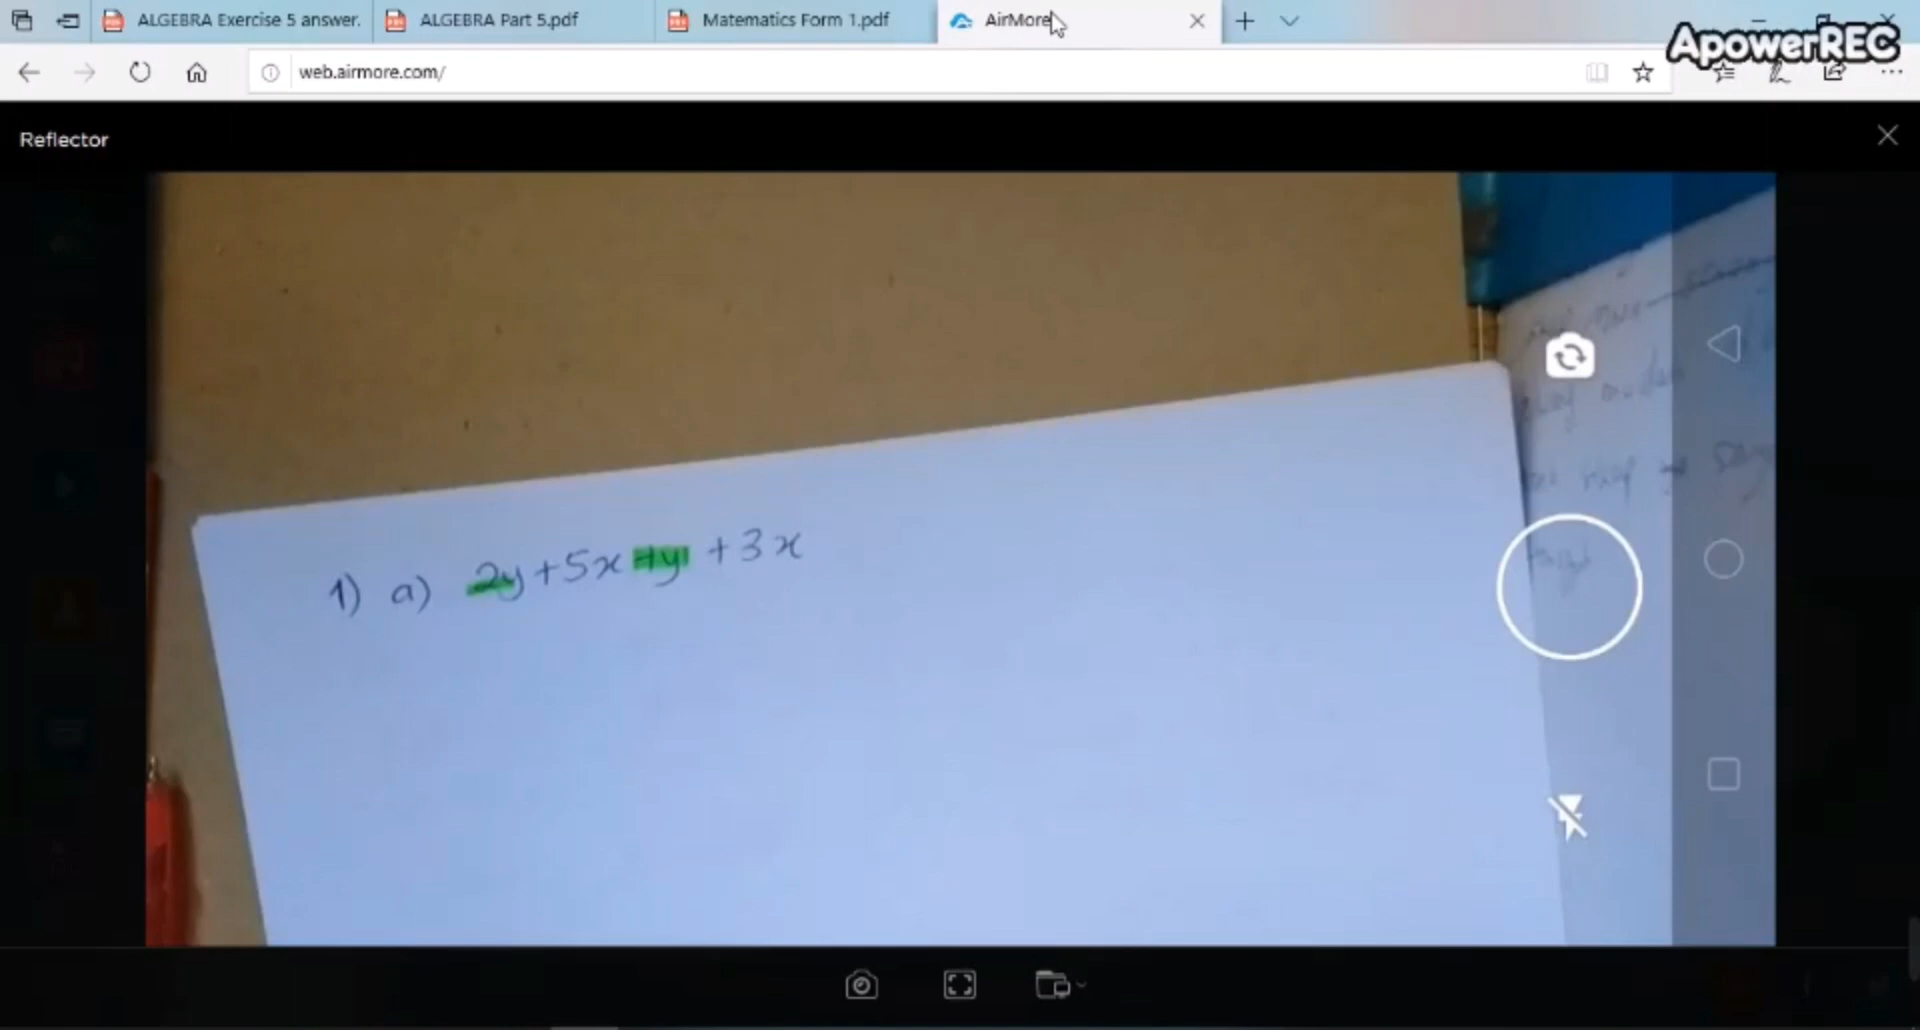 ALGEBRA Exercise 5 answer.
ALGEBRA Part 5.pdf
Matematics Form 1.pdf
AirMore
ApowerREC
web.airmore.com/
Reflector
1) a) 2y+5x+y+3x